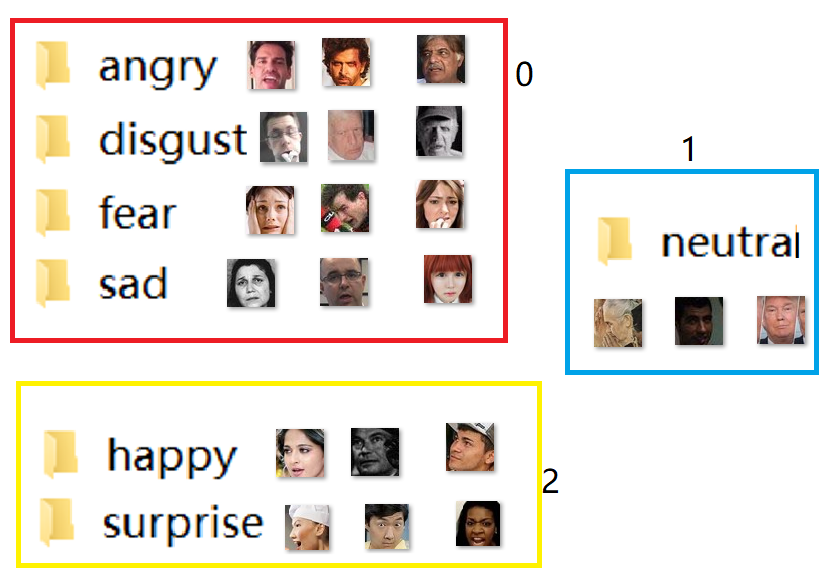 angry
0
disgust
fear
sad
1
neutral
happy
2
surprise